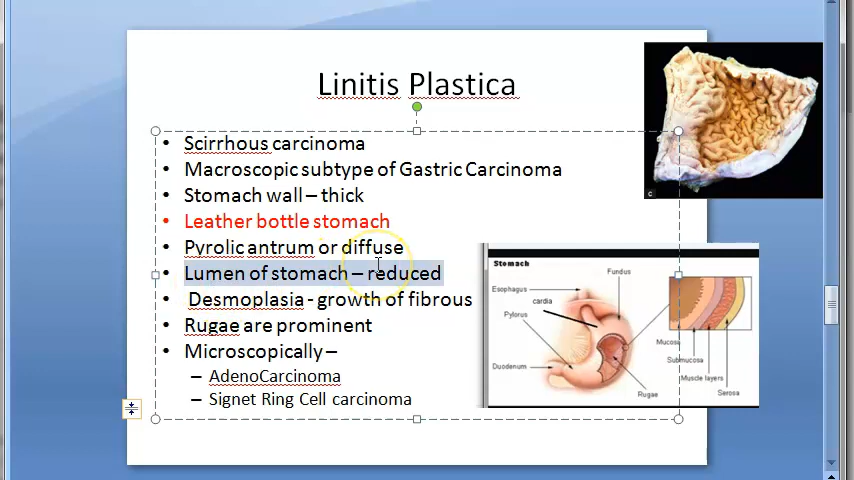 Linitis Plastica
Scirrhous carcinoma
Macroscopic subtype of Gastric Carcinoma
Stomach wall – thick
Leather bottle stomach
Pyrolic antrum or diffuse
Lumen of stomach – reduced
Desmoplasia - growth of fibrous
Rugae are prominent
Microscopically –
– AdenoCarcinoma
– Signet Ring Cell carcinoma
C
Stomach
Fundus
Esophagus
cardia
Pylorus
Mucosa
Submucosa
Duodenum
Muscle layers
Rugae
Serosa